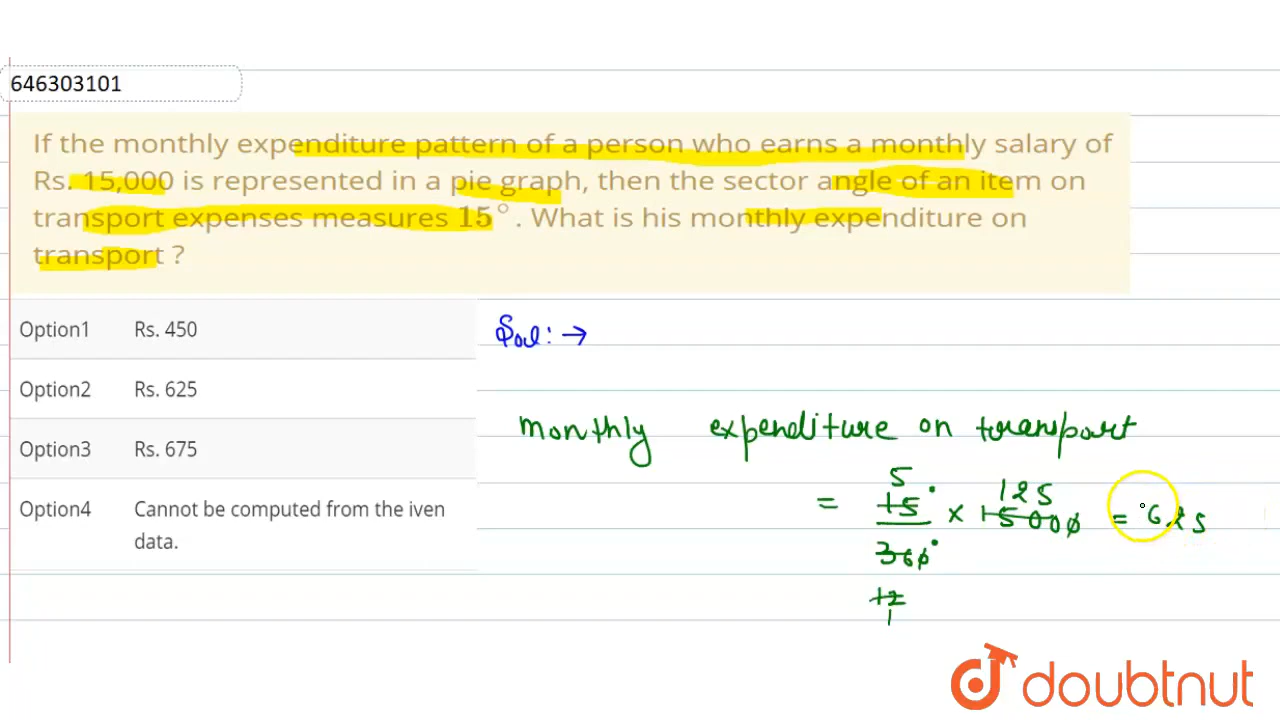 646303101
If the monthly expenditure pattern of a person who earns a monthly salary of
Rs. 15,000 is represented in a pie graph, then the sector angle of an item on
transport expenses measures 15°. What is his monthly expenditure on
transport ?
Option1 Rs. 450
Option2 Rs. 625
Option3 Rs. 675
Option4 Cannot be computed from the iven
data.
Sol: →
monthly expenditure on transport
5 125
= 15° × 15000 = 625
360°
12
1
doubtnut